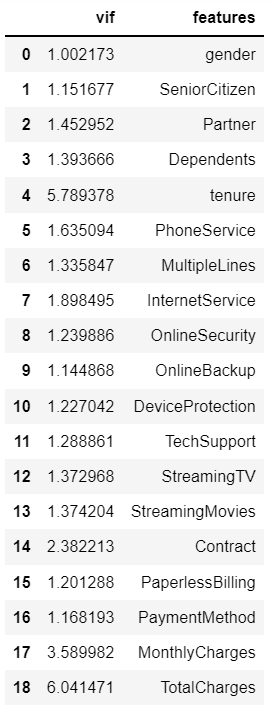 vif features
0 1.002173 gender
1 1.151677 SeniorCitizen
2 1.452952 Partner
3 1.393666 Dependents
4 5.789378 tenure
5 1.635094 PhoneService
6 1.335847 MultipleLines
7 1.898495 InternetService
8 1.239886 OnlineSecurity
9 1.144868 OnlineBackup
10 1.227042 DeviceProtection
11 1.288861 TechSupport
12 1.372968 StreamingTV
13 1.374204 StreamingMovies
14 2.382213 Contract
15 1.201288 PaperlessBilling
16 1.168193 PaymentMethod
17 3.589982 MonthlyCharges
18 6.041471 TotalCharges